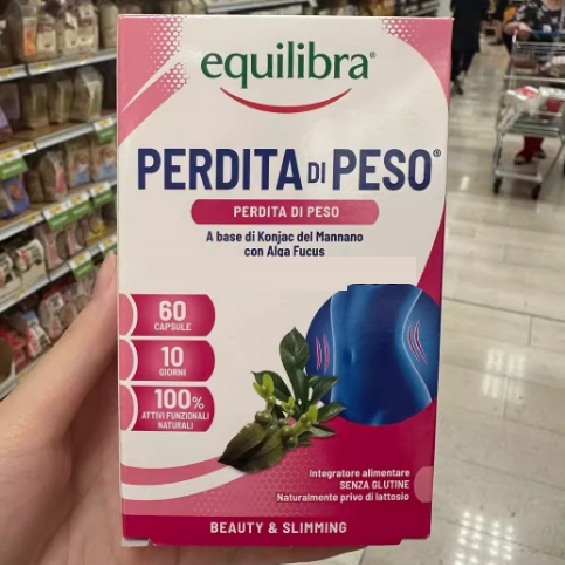 equilibra®
PERDITA DI PESO®
PERDITA DI PESO
A base di Konjac del Mannano
con Alga Fucus
60
CAPSULE
10
GIORNI
100%
ATTIVI FUNZIONALI
NATURALI
Integratore alimentare
SENZA GLUTINE
Naturalmente privo di lattosio
BEAUTY & SLIMMING